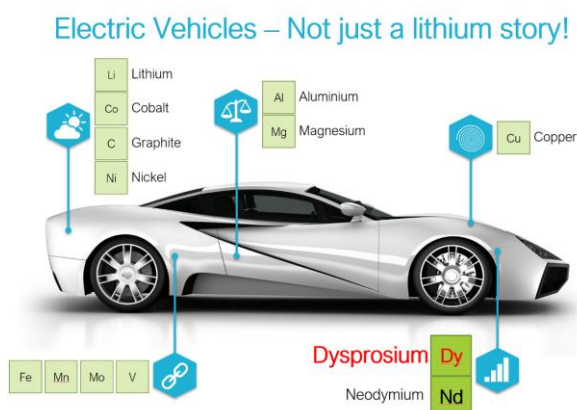 Electric Vehicles – Not just a lithium story!
Li Lithium
Co Cobalt
C Graphite
Ni Nickel
Al Aluminium
Mg Magnesium
Cu Copper
Fe Mn Mo V
Dysprosium Dy
Neodymium Nd